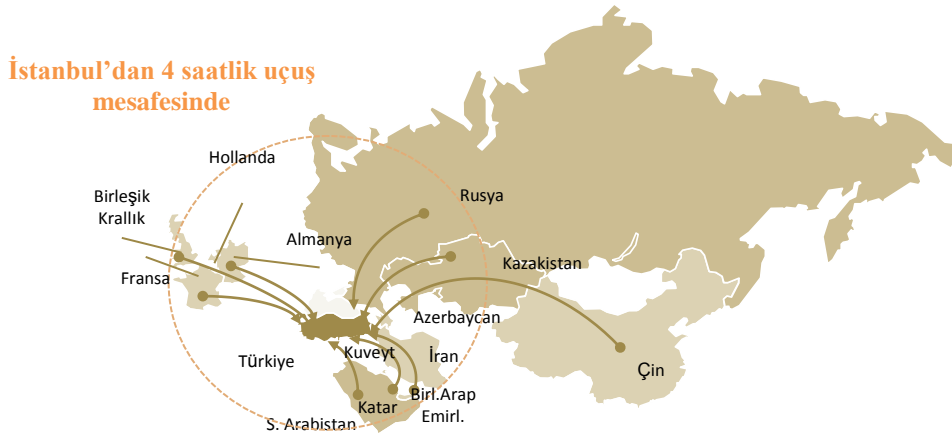 İstanbul’dan 4 saatlik uçuş
mesafesinde
Hollanda
Birleşik
Krallık
Rusya
Almanya
Fransa
Kazakistan
Azerbaycan
Türkiye
Kuveyt
İran
Çin
Katar
Birl.Arap
Emirl.
S. Arabistan